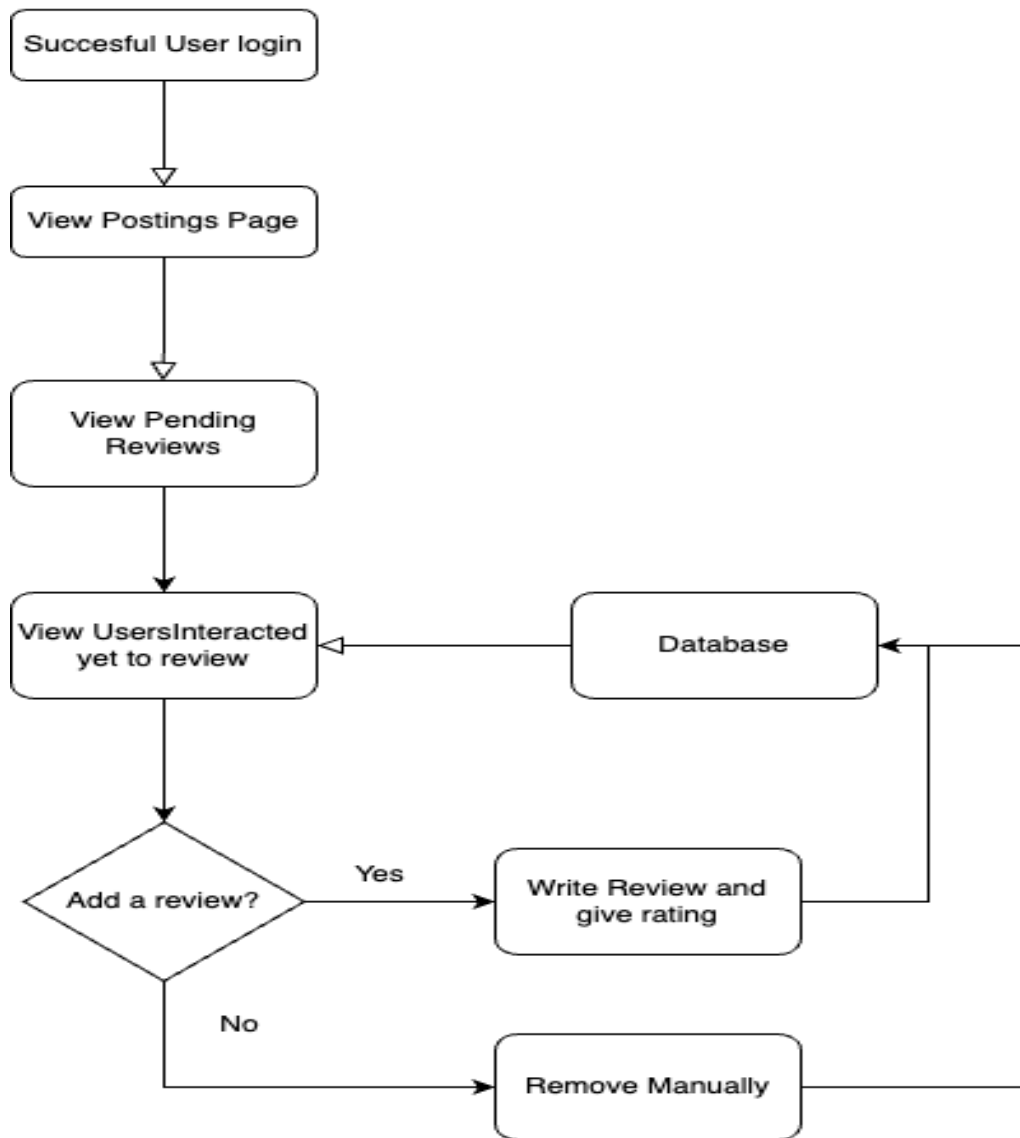 Succesful User login
View Postings Page
View Pending
Reviews
View UsersInteracted
yet to review
Database
Add a review?
Yes
Write Review and
give rating
No
Remove Manually